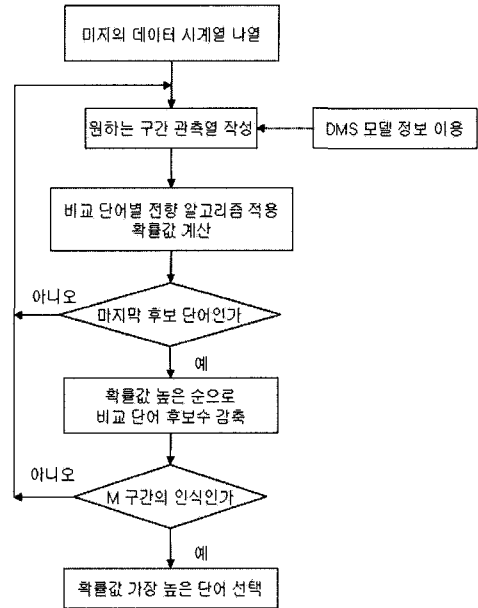 미지의 데이터 시계열 나열
원하는 구간 관측열 작성
DMS 모델 정보 이용
비교 단어별 전향 알고리즘 적용
확률값 계산
아니오
마지막 후보 단어인가
예
확률값 높은 순으로
비교 단어 후보수 감축
아니오
M 구간의 인식인가
예
확률값 가장 높은 단어 선택